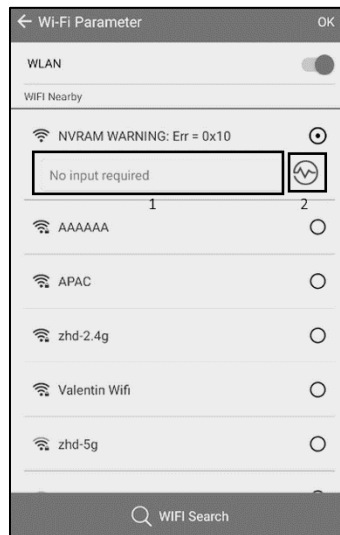 Wi-Fi Parameter OK
WLAN
WIFI Nearby
NVRAM WARNING: Err = 0x10
No input required
1 2
AAAAAA
APAC
zhd-2.4g
Valentin Wifi
zhd-5g
WIFI Search